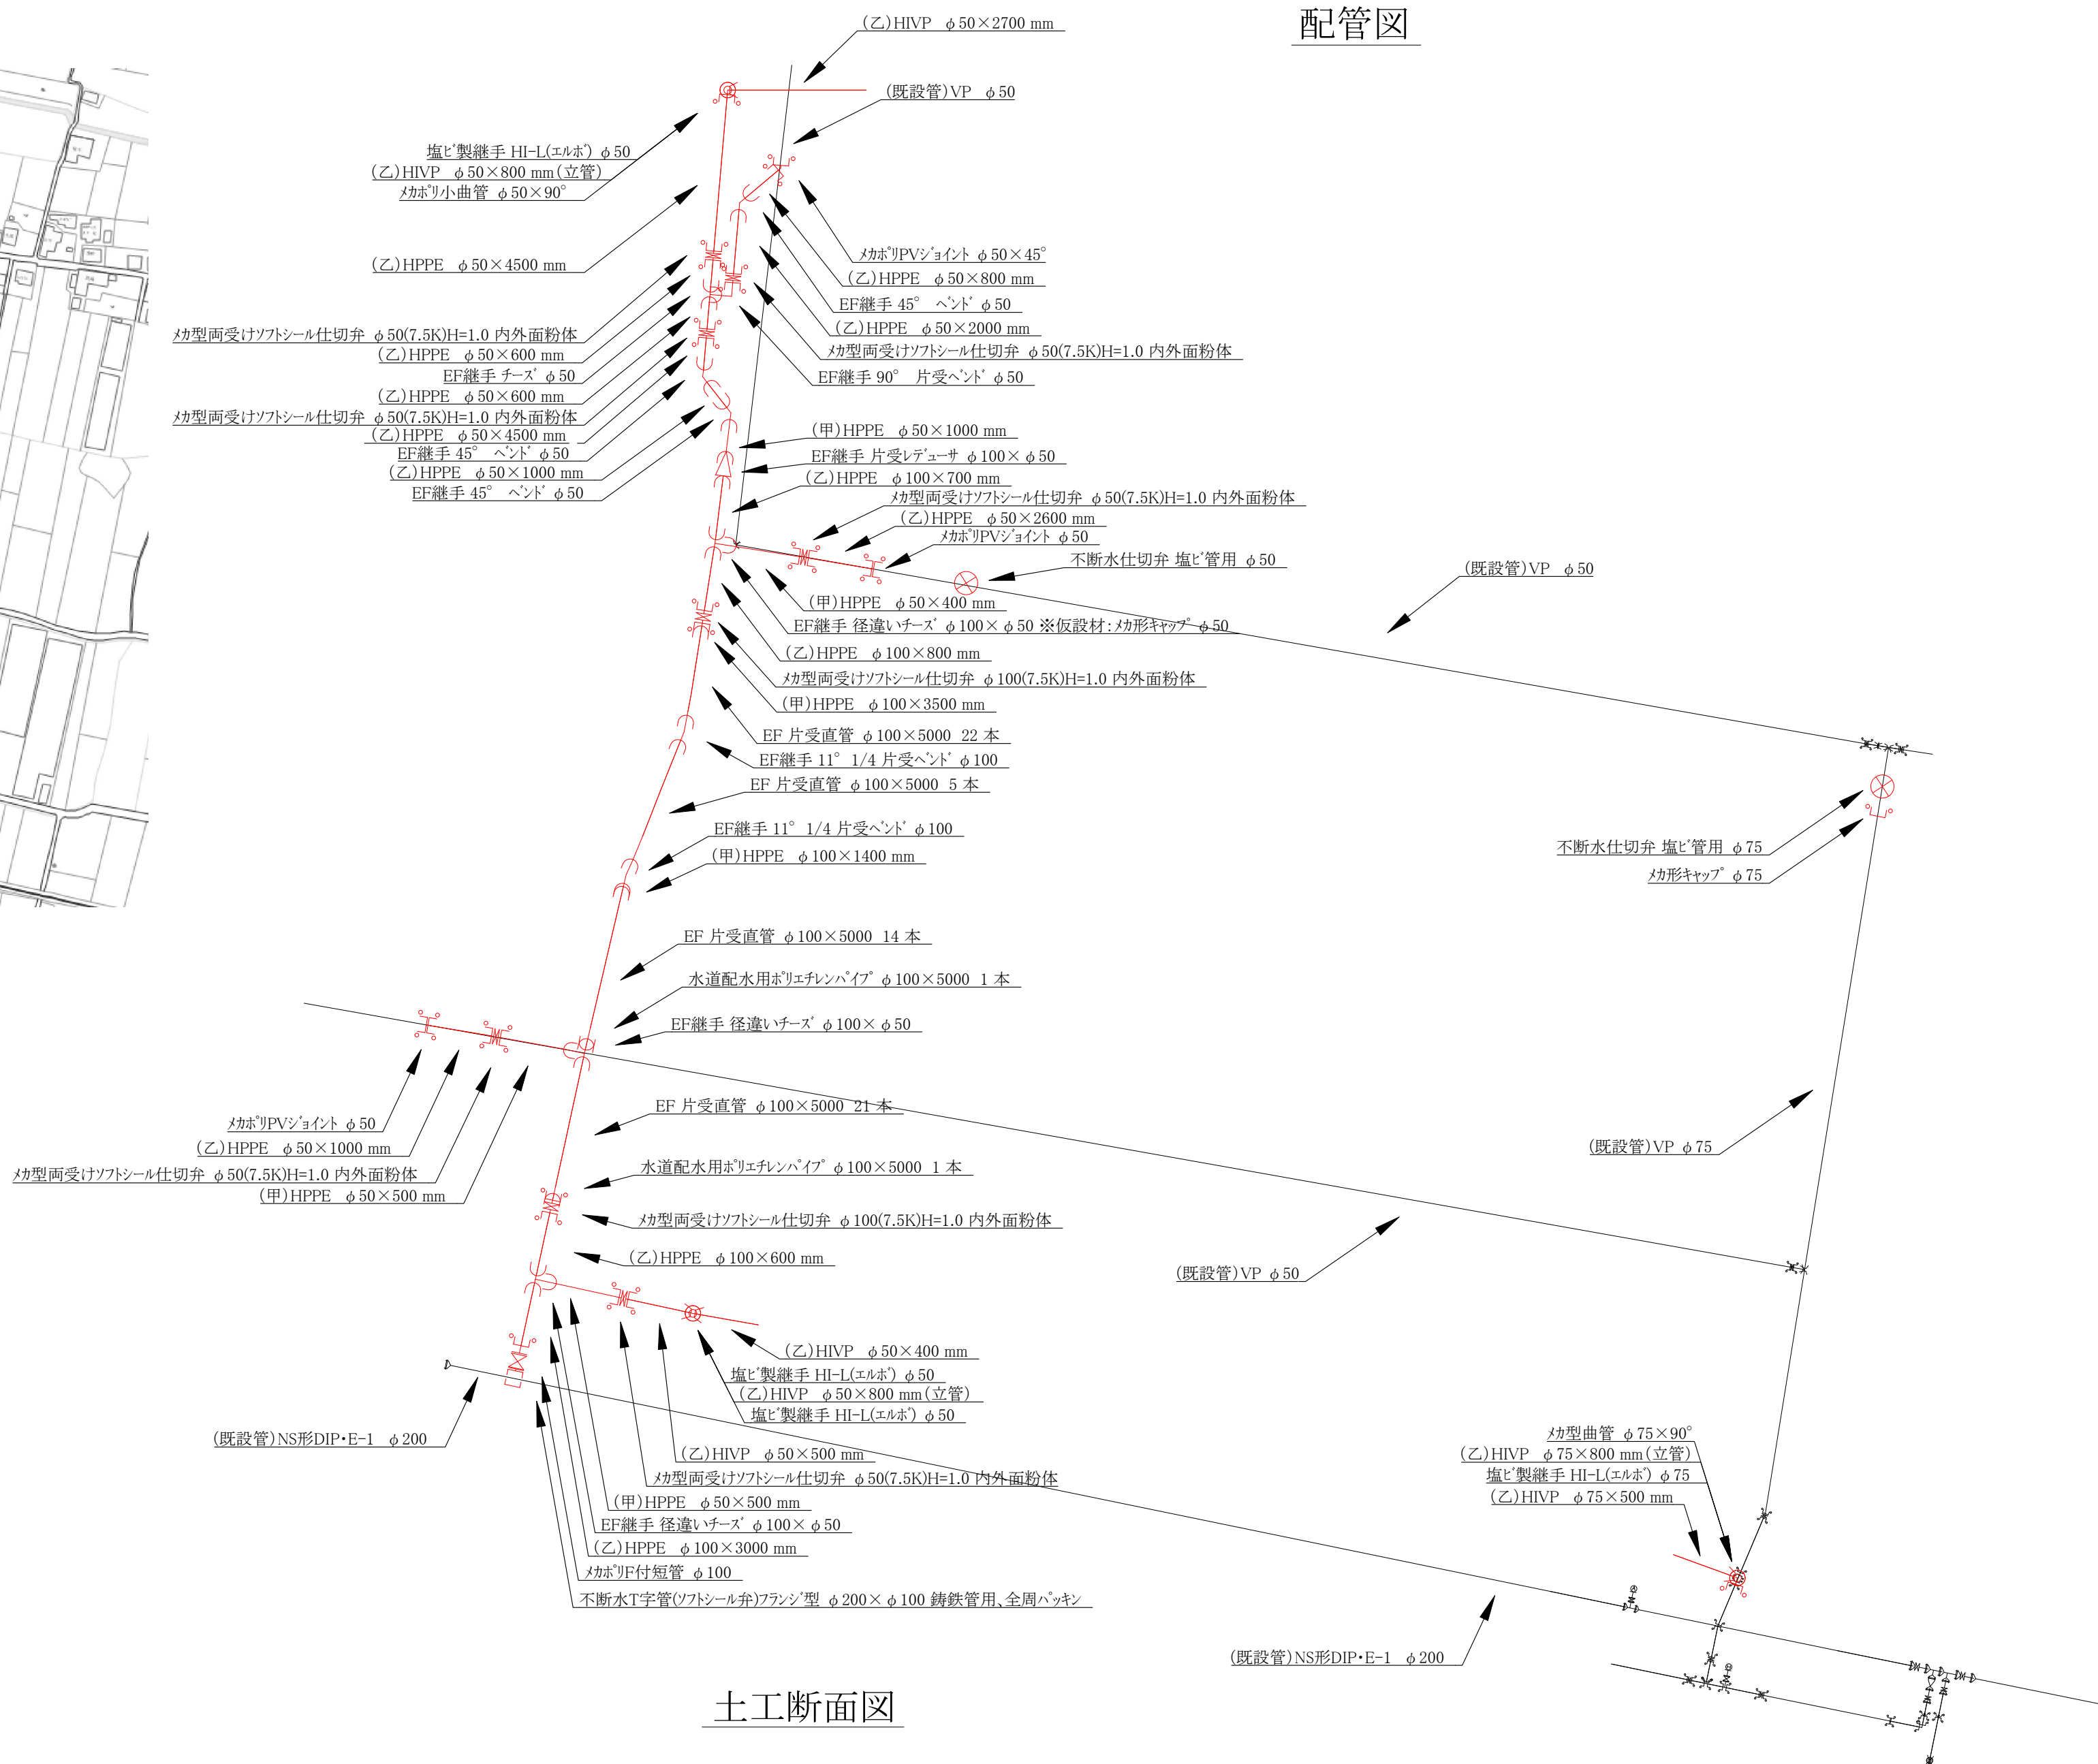 配管図
(乙)HIVP φ50×2700 mm
(既設管)VP φ50
塩ビ製継手 HI-L(エルボ) φ50
(乙)HIVP φ50×800 mm(立管)
メカポリ小曲管 φ50×90°
(乙)HPPE φ50×4500 mm
メカ型両受けソフトシール仕切弁 φ50(7.5K)H=1.0 内外面粉体
(乙)HPPE φ50×600 mm
EF継手 チーズ φ50
(乙)HPPE φ50×600 mm
メカ型両受けソフトシール仕切弁 φ50(7.5K)H=1.0 内外面粉体
(乙)HPPE φ50×4500 mm
EF継手 45° ベンド φ50
(乙)HPPE φ50×1000 mm
EF継手 45° ベンド φ50
メカポリPVジョイント φ50×45°
(乙)HPPE φ50×800 mm
EF継手 45° ベンド φ50
(乙)HPPE φ50×2000 mm
メカ型両受けソフトシール仕切弁 φ50(7.5K)H=1.0 内外面粉体
EF継手 90° 片受ベンド φ50
(甲)HPPE φ50×1000 mm
EF継手 片受レデューサ φ100×φ50
(乙)HPPE φ100×700 mm
メカ型両受けソフトシール仕切弁 φ50(7.5K)H=1.0 内外面粉体
(乙)HPPE φ50×2600 mm
メカポリPVジョイント φ50
不断水仕切弁 塩ビ管用 φ50
(既設管)VP φ50
(甲)HPPE φ50×400 mm
EF継手 径違いチーズ φ100×φ50 ※仮設材:メカ形キャップ φ50
(乙)HPPE φ100×800 mm
メカ型両受けソフトシール仕切弁 φ100(7.5K)H=1.0 内外面粉体
(甲)HPPE φ100×3500 mm
EF 片受直管 φ100×5000 22 本
EF継手 11° 1/4 片受ベンド φ100
EF 片受直管 φ100×5000 5 本
EF継手 11° 1/4 片受ベンド φ100
(甲)HPPE φ100×1400 mm
不断水仕切弁 塩ビ管用 φ75
メカ形キャップ φ75
EF 片受直管 φ100×5000 14 本
水道配水用ポリエチレンパイプ φ100×5000 1 本
EF継手 径違いチーズ φ100×φ50
メカポリPVジョイント φ50
(乙)HPPE φ50×1000 mm
メカ型両受けソフトシール仕切弁 φ50(7.5K)H=1.0 内外面粉体
(甲)HPPE φ50×500 mm
EF 片受直管 φ100×5000 21 本
(既設管)VP φ75
水道配水用ポリエチレンパイプ φ100×5000 1 本
メカ型両受けソフトシール仕切弁 φ100(7.5K)H=1.0 内外面粉体
(乙)HPPE φ100×600 mm
(既設管)VP φ50
(乙)HIVP φ50×400 mm
塩ビ製継手 HI-L(エルボ) φ50
(乙)HIVP φ50×800 mm(立管)
塩ビ製継手 HI-L(エルボ) φ50
(既設管)NS形DIP・E-1 φ200
(乙)HIVP φ50×500 mm
メカ型両受けソフトシール仕切弁 φ50(7.5K)H=1.0 内外面粉体
(甲)HPPE φ50×500 mm
EF継手 径違いチーズ φ100×φ50
(乙)HPPE φ100×3000 mm
メカポリF付短管 φ100
不断水T字管(ソフトシール弁)フランジ型 φ200×φ100 鋳鉄管用、全周パッキン
メカ型曲管 φ75×90°
(乙)HIVP φ75×800 mm(立管)
塩ビ製継手 HI-L(エルボ) φ75
(乙)HIVP φ75×500 mm
(既設管)NS形DIP・E-1 φ200
土工断面図